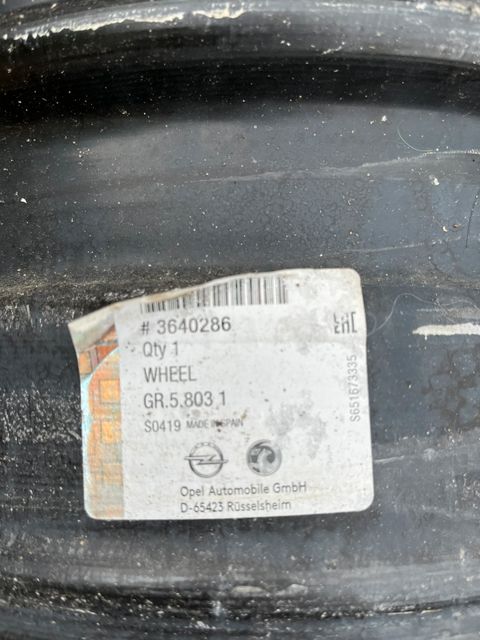 # 3640286
EAC
Qty 1
WHEEL
GR.5.803 1
S0419 MADE IN SPAIN
S651673335
Opel Automobile GmbH
D-65423 Rüsselsheim